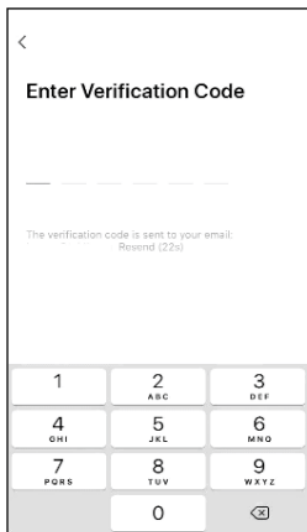 Enter Verification Code
The verification code is sent to your email:
Resend (22s)
1
2
ABC
3
DEF
4
GHI
5
JKL
6
MNO
7
PQRS
8
TUV
9
WXYZ
0